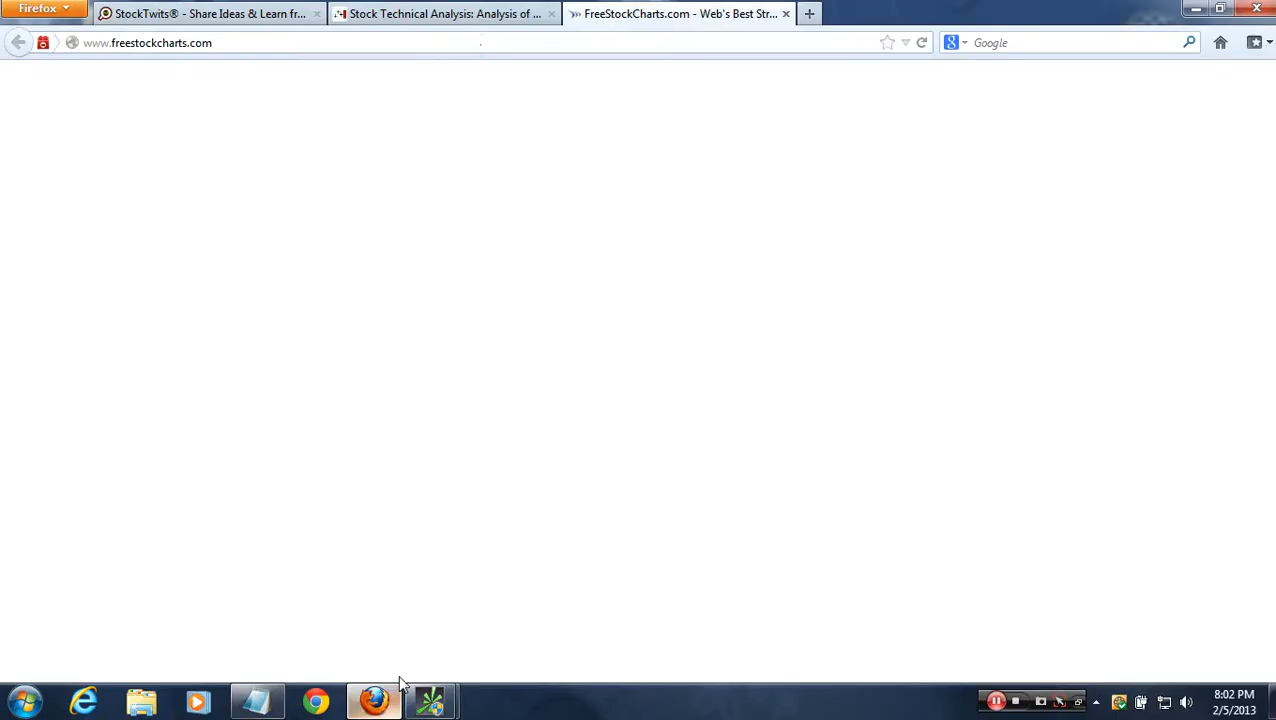 Firefox
StockTwits® - Share Ideas & Learn fr...
Stock Technical Analysis: Analysis of ...
FreeStockCharts.com - Web's Best Str...
www.freestockcharts.com
Google
8:02 PM
2/5/2013